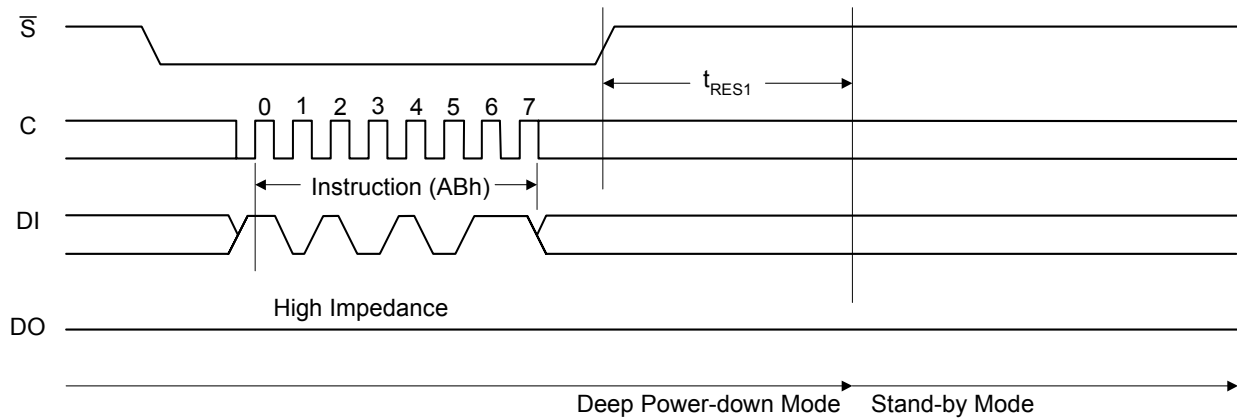 S̅
t_RES1
0 1 2 3 4 5 6 7
C
Instruction (ABh)
DI
High Impedance
DO
Deep Power-down Mode Stand-by Mode